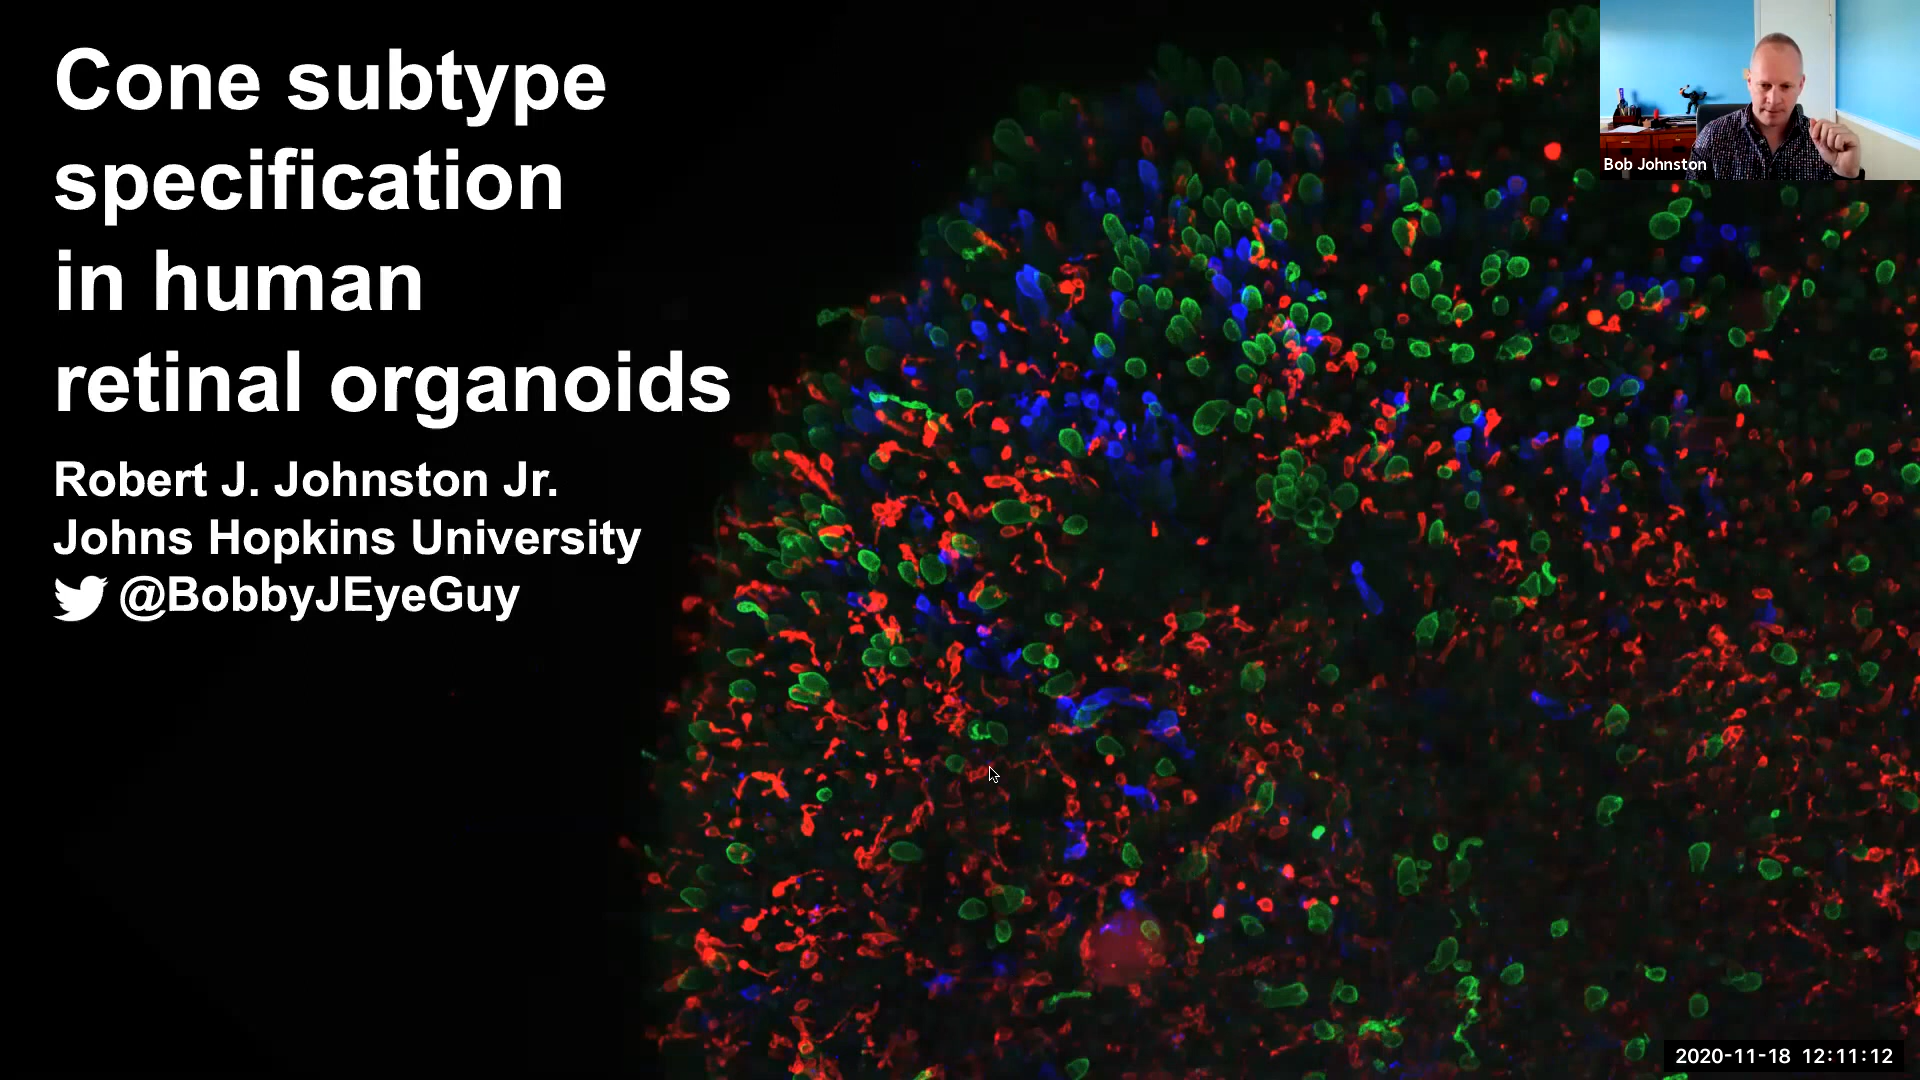 Cone subtype
specification
in human
retinal organoids
Robert J. Johnston Jr.
Johns Hopkins University
@BobbyJEyeGuy
Bob Johnston
2020-11-18 12:11:12